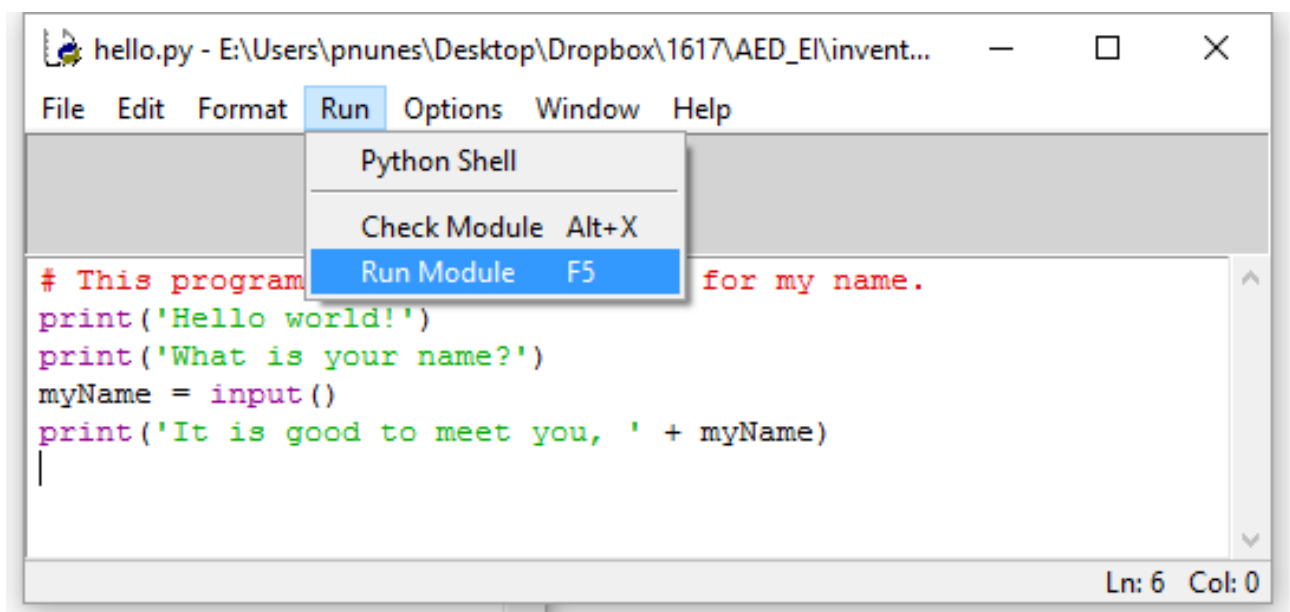 hello.py - E:\Users\pnunes\Desktop\Dropbox\1617\AED_EI\invent...
File Edit Format Run Options Window Help
Python Shell
Check Module Alt+X
Run Module F5
# This program for my name.
print('Hello world!')
print('What is your name?')
myName = input()
print('It is good to meet you, ' + myName)
Ln: 6 Col: 0